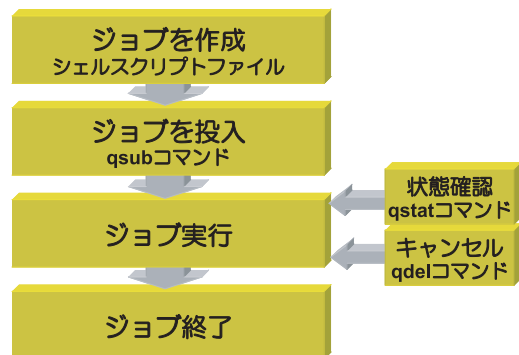 ジョブを作成
シェルスクリプトファイル
ジョブを投入
qsubコマンド
状態確認
qstatコマンド
ジョブ実行
キャンセル
qdelコマンド
ジョブ終了